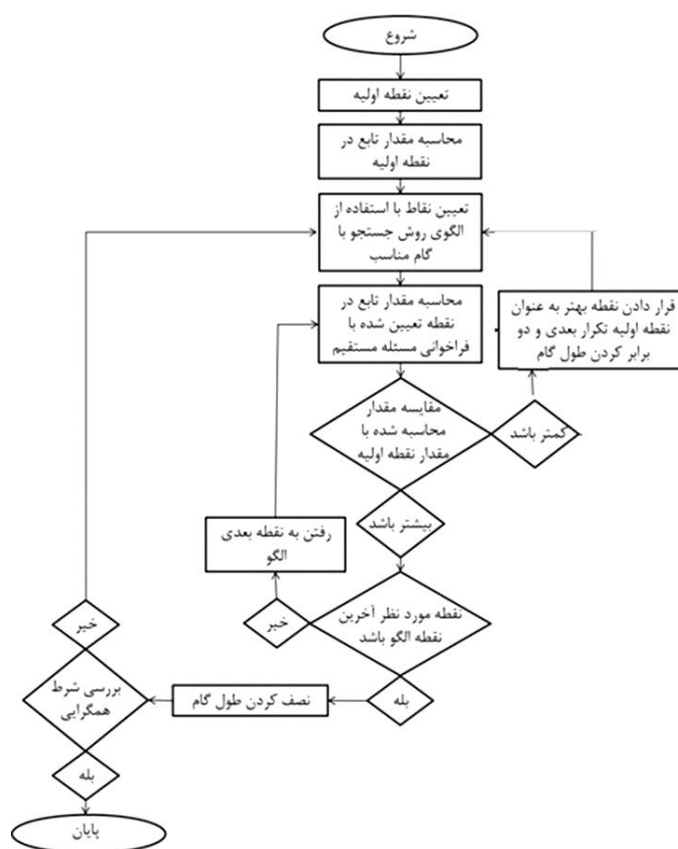 شروع
تعیین نقطه اولیه
محاسبه مقدار تابع در
نقطه اولیه
تعیین نقاط با استفاده از
الگوی روش جستجو با
گام مناسب
محاسبه مقدار تابع در
نقطه تعیین شده با
فراخوانی مسئله مستقیم
قرار دادن نقطه بهتر به عنوان
نقطه اولیه تکرار بعدی و دو
برابر کردن طول گام
مقایسه مقدار
محاسبه شده با
مقدار نقطه اولیه
کمتر باشد
بیشتر باشد
رفتن به نقطه بعدی
الگو
نقطه مورد نظر آخرین
نقطه الگو باشد
خیر
بله
نصف کردن طول گام
خیر
بررسی شرط
همگرایی
بله
پایان